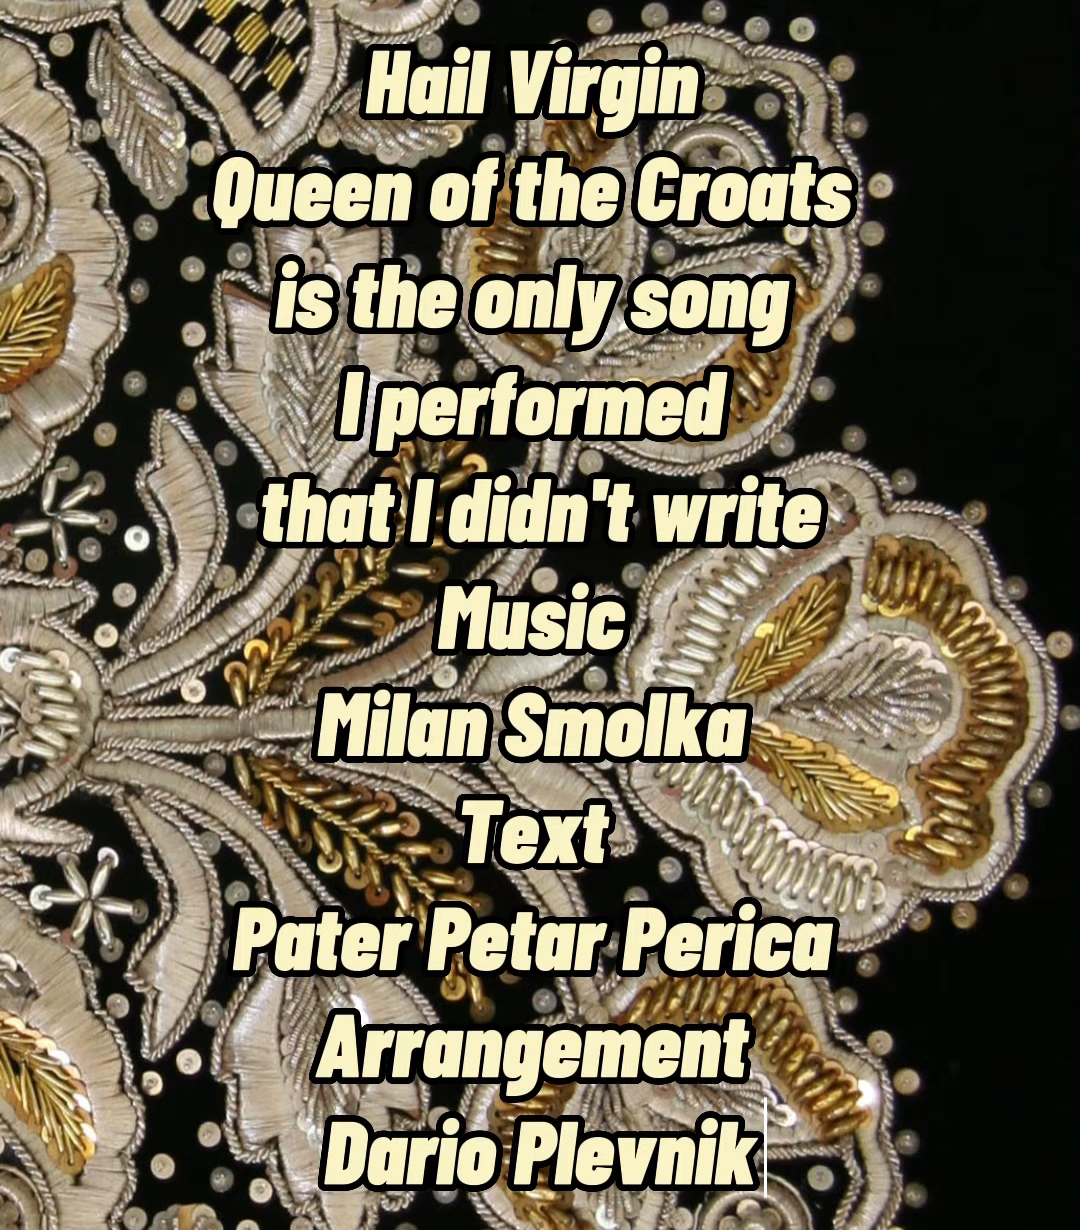 Hail Virgin
Queen of the Croats
is the only song
I performed
that I didn't write
Music
Milan Smolka
Text
Pater Petar Perica
Arrangement
Dario Plevnik